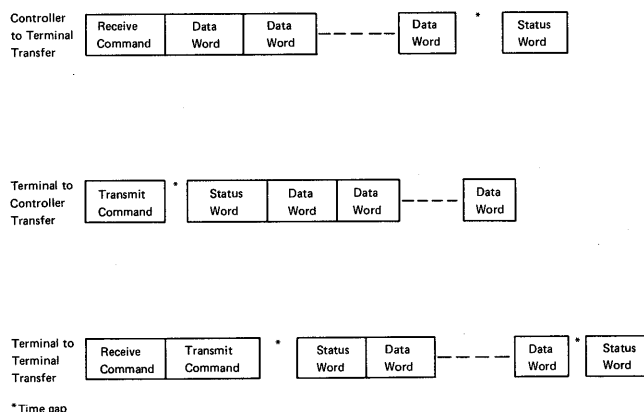 Controller
to Terminal
Transfer
Receive
Command
Data
Word
Data
Word
Data
Word
*
Status
Word
Terminal to
Controller
Transfer
Transmit
Command
*
Status
Word
Data
Word
Data
Word
Data
Word
Terminal to
Terminal
Transfer
Receive
Command
Transmit
Command
*
Status
Word
Data
Word
Data
Word
*
Status
Word
*Time gap